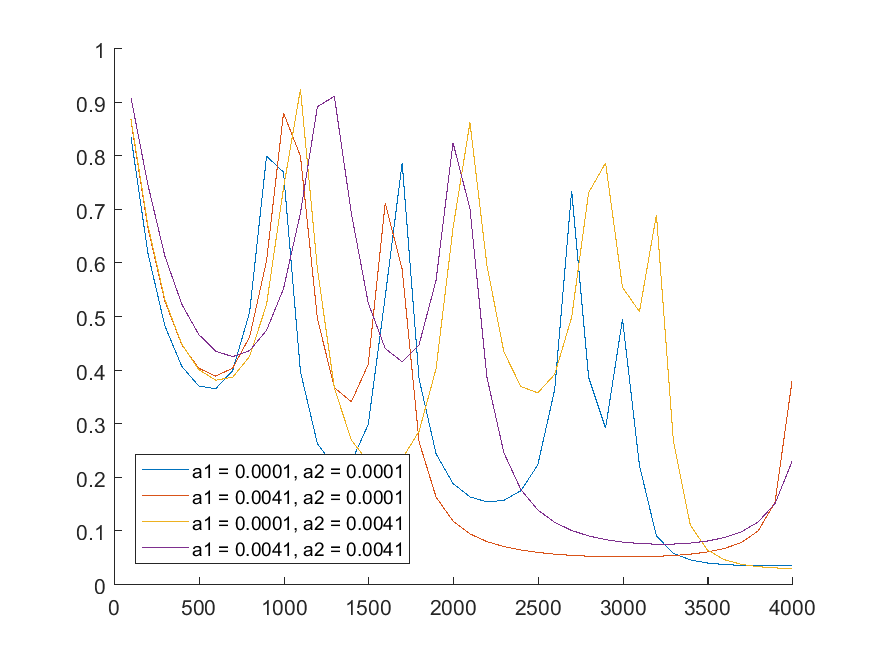 1
0.9
0.8
0.7
0.6
0.5
0.4
0.3
0.2
0.1
0
a1 = 0.0001, a2 = 0.0001
a1 = 0.0041, a2 = 0.0001
a1 = 0.0001, a2 = 0.0041
a1 = 0.0041, a2 = 0.0041
0 500 1000 1500 2000 2500 3000 3500 4000